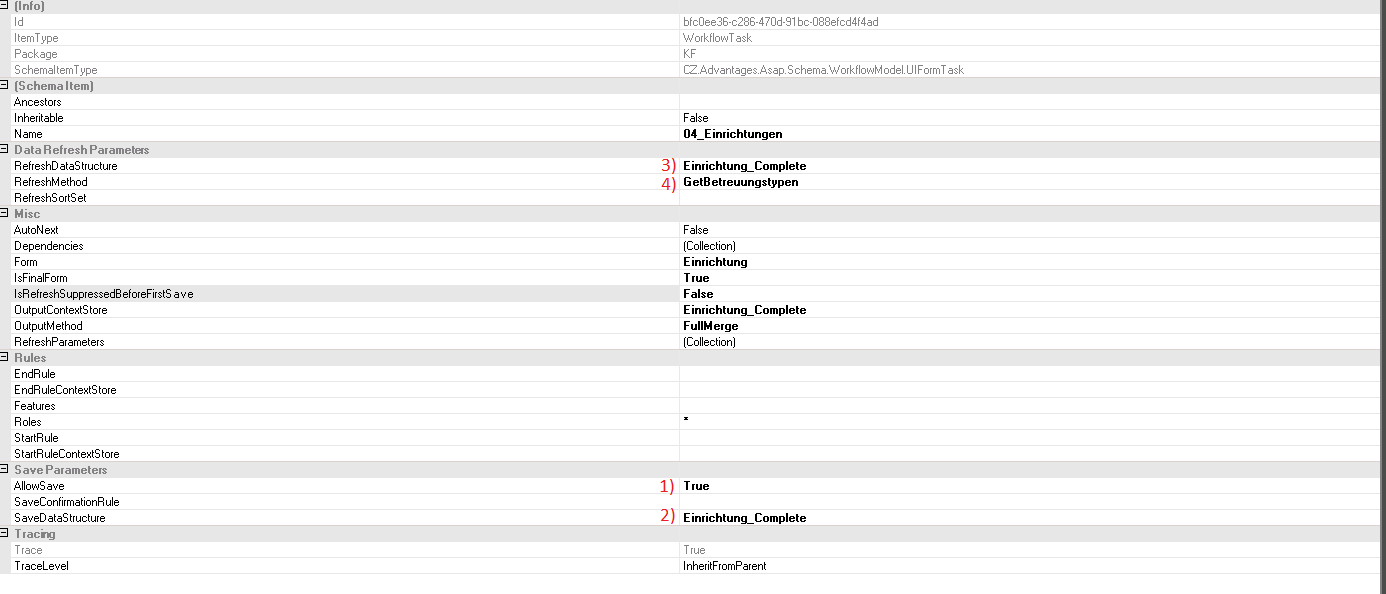 (Info)
Id bfc0ee36-c286-470d-91bc-088efcd4f4ad
ItemType WorkflowTask
Package KF
SchemaItemType CZ.Advantages.Asap.Schema.WorkflowModel.UIFormTask
(Schema Item)
Ancestors
Inheritable False
Name 04_Einrichtungen
Data Refresh Parameters
RefreshDataStructure 3) Einrichtung_Complete
RefreshMethod 4) GetBetreuungstypen
RefreshSortSet
Misc
AutoNext False
Dependencies (Collection)
Form Einrichtung
IsFinalForm True
IsRefreshSuppressedBeforeFirstSave False
OutputContextStore Einrichtung_Complete
OutputMethod FullMerge
RefreshParameters (Collection)
Rules
EndRule
EndRuleContextStore
Features
Roles *
StartRule
StartRuleContextStore
Save Parameters
AllowSave 1) True
SaveConfirmationRule
SaveDataStructure 2) Einrichtung_Complete
Tracing
Trace True
TraceLevel InheritFromParent